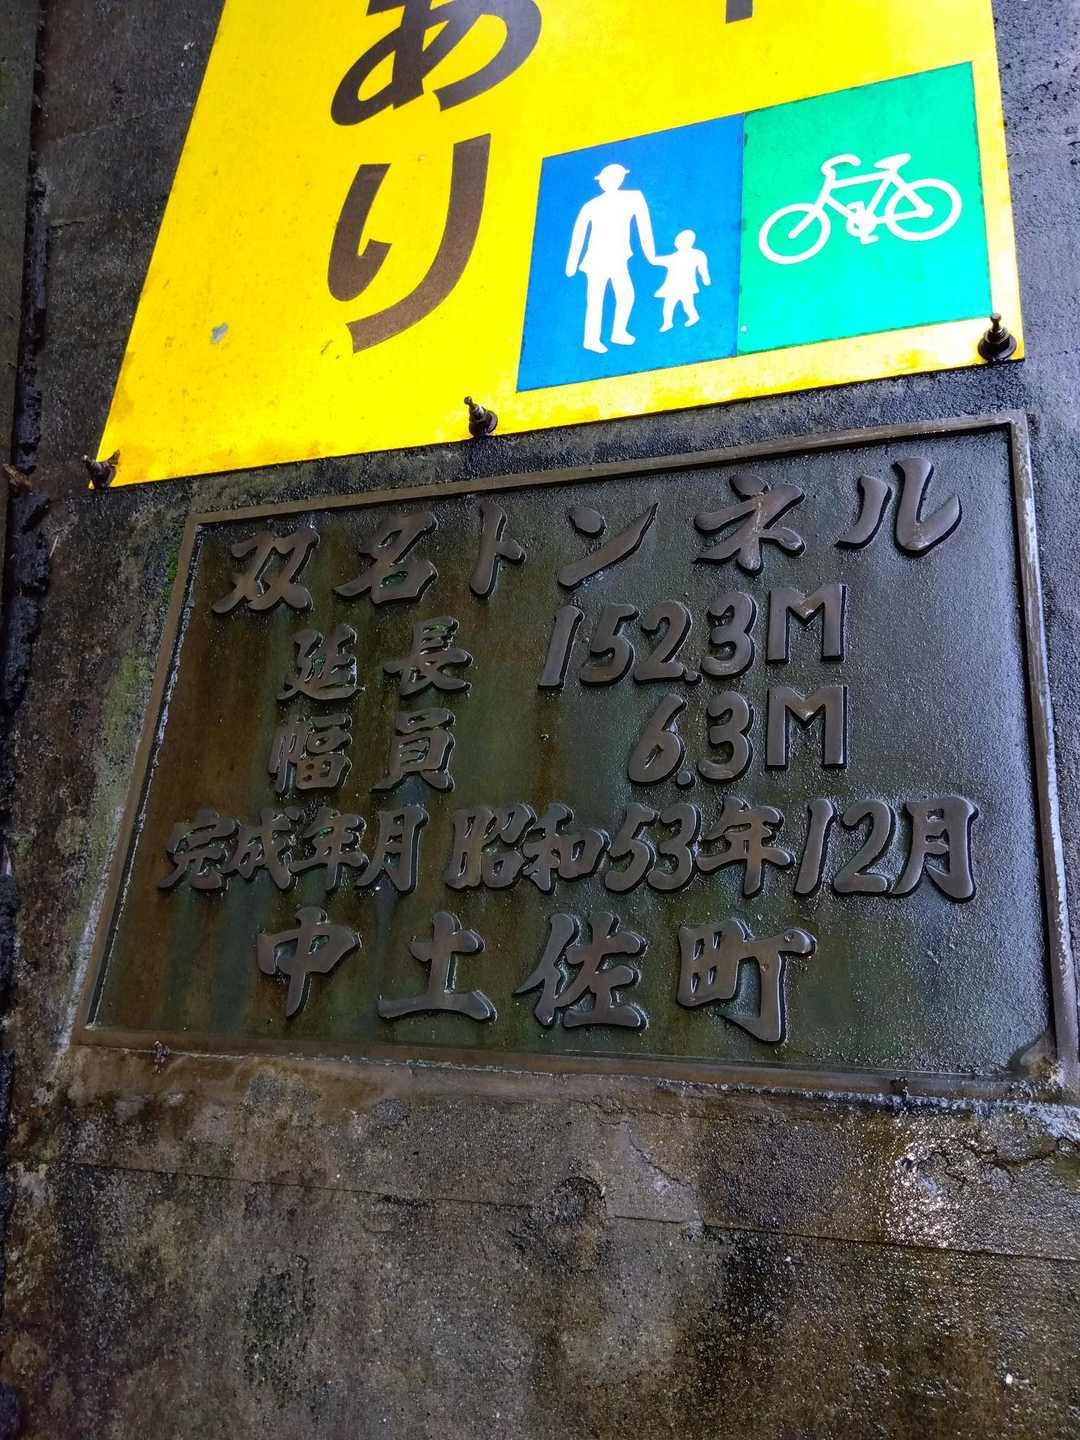 あり
双名トンネル
延長 152.3M
幅員 6.3M
完成年月 昭和53年12月
中土佐町